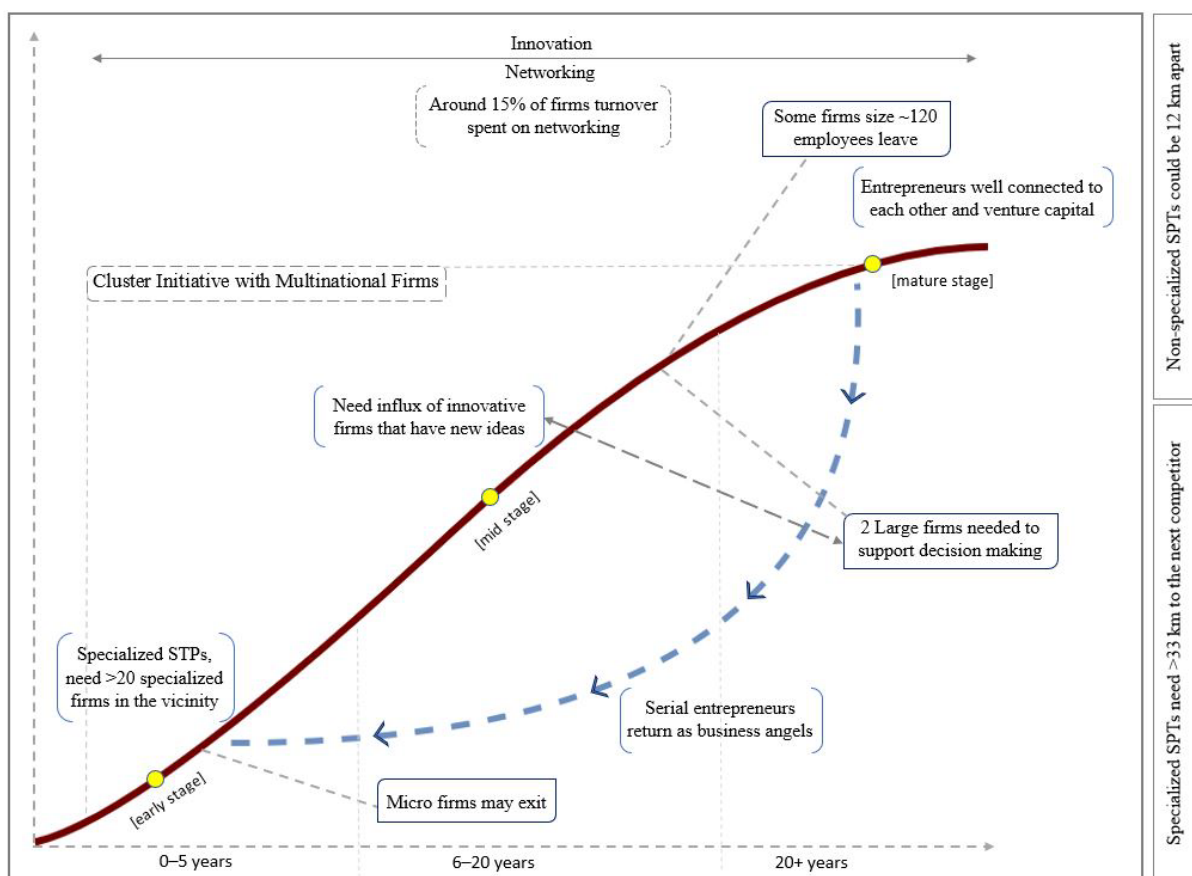 Innovation
Networking
Around 15% of firms turnover
spent on networking
Some firms size ~120
employees leave
Entrepreneurs well connected to
each other and venture capital
Cluster Initiative with Multinational Firms
[mature stage]
Need influx of innovative
firms that have new ideas
[mid stage]
2 Large firms needed to
support decision making
Specialized STPs,
need >20 specialized
firms in the vicinity
Serial entrepreneurs
return as business angels
[early stage]
Micro firms may exit
0–5 years
6–20 years
20+ years
Non-specialized SPTs could be 12 km apart
Specialized SPTs need >33 km to the next competitor